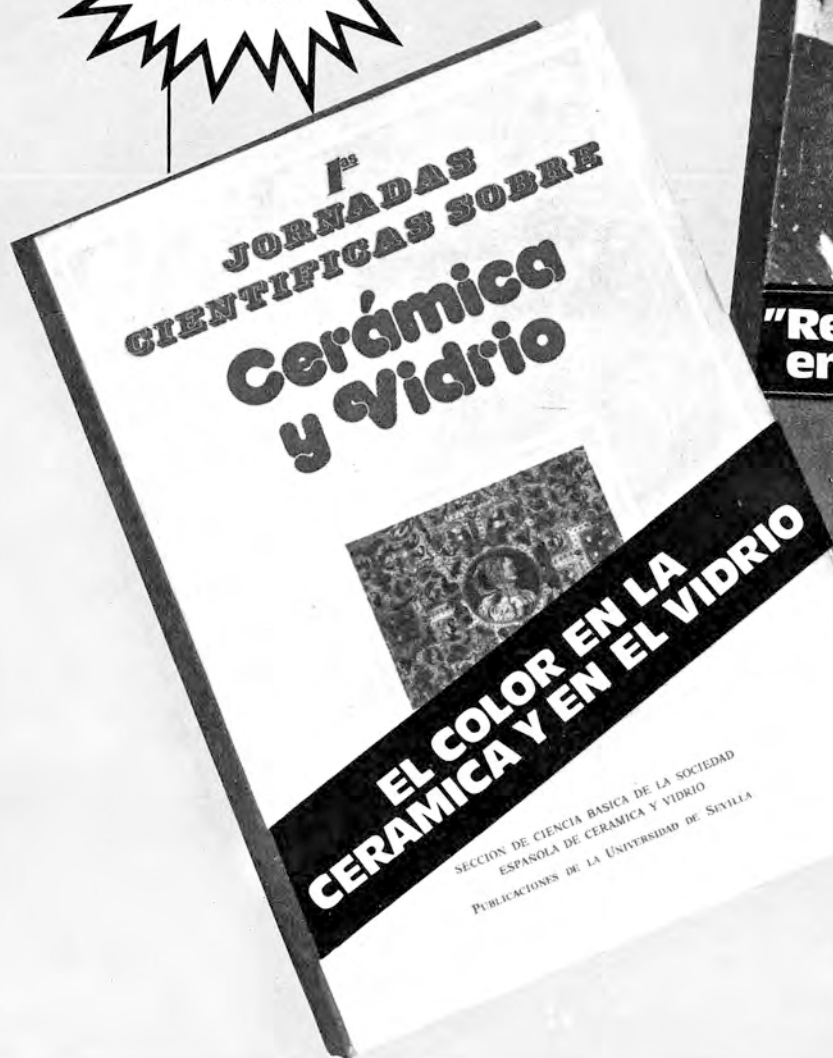 1as
JORNADAS
CIENTIFICAS SOBRE
Cerámica
y Vidrio
EL COLOR EN LA
CERAMICA Y EN EL VIDRIO
SECCION DE CIENCIA BASICA DE LA SOCIEDAD
ESPAÑOLA DE CERAMICA Y VIDRIO
PUBLICACIONES DE LA UNIVERSIDAD DE SEVILLA
"Re
en